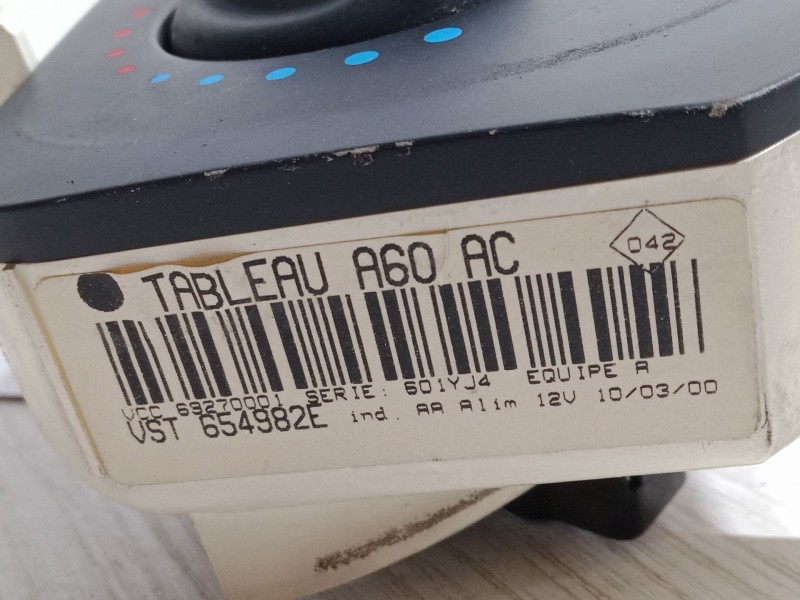 TABLEAU A60 AC
042
VCC 69270001 SERIE: 601YJ4 EQUIPE A
VST 654982E ind. AA Alim 12V 10/03/00